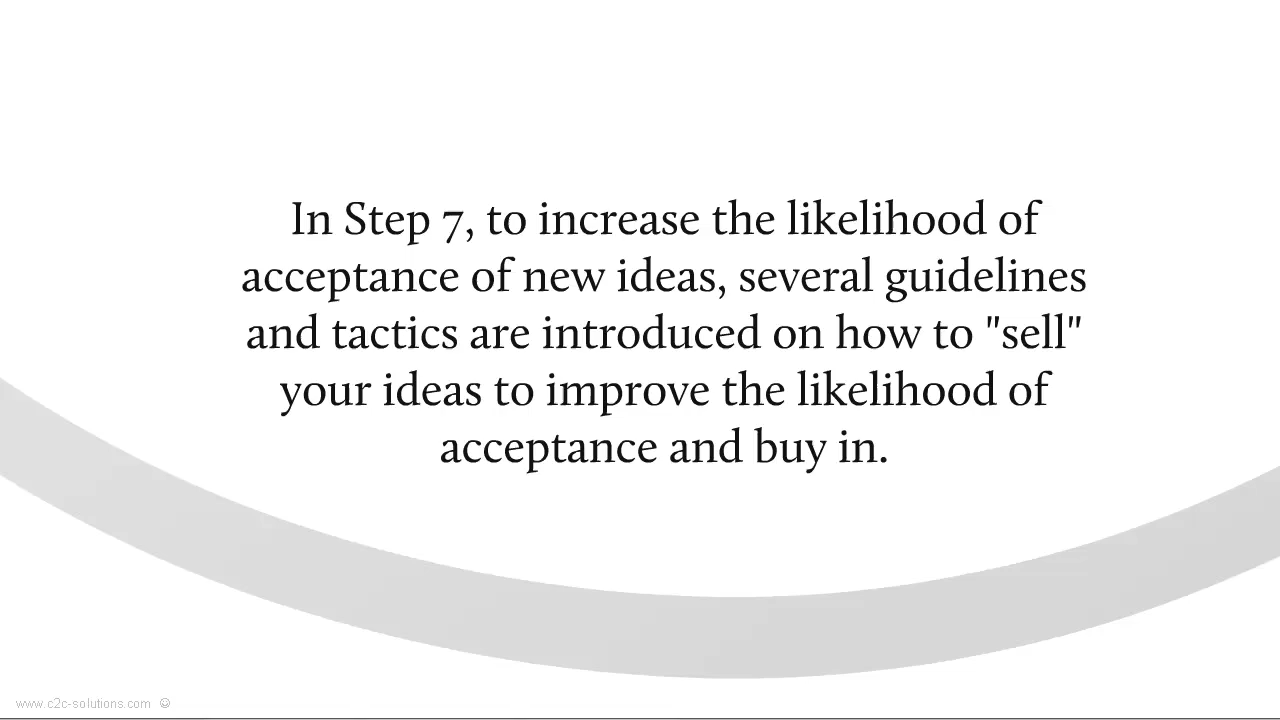 In Step 7, to increase the likelihood of
acceptance of new ideas, several guidelines
and tactics are introduced on how to "sell"
your ideas to improve the likelihood of
acceptance and buy in.
www.c2c-solutions.com ☺